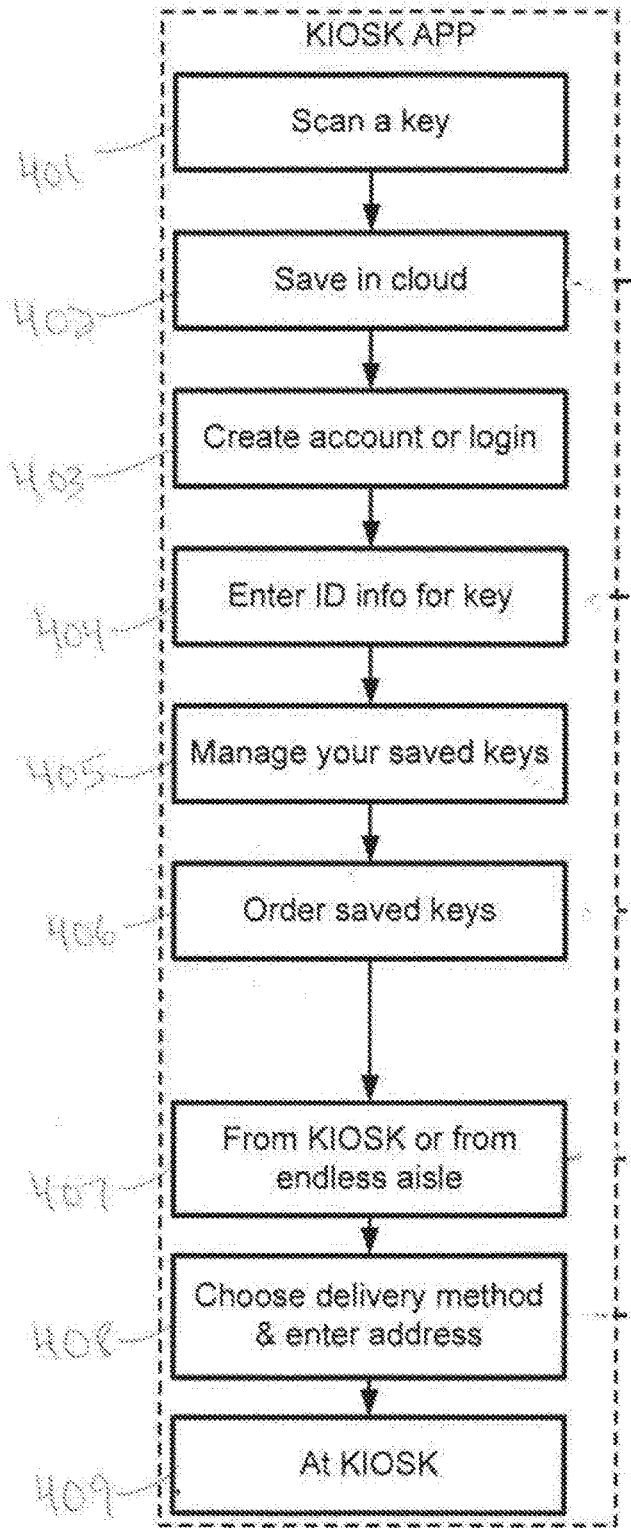 KIOSK APP
Scan a key
401
Save in cloud
402
Create account or login
403
Enter ID info for key
404
Manage your saved keys
405
Order saved keys
406
From KIOSK or from
endless aisle
407
Choose delivery method
& enter address
408
At KIOSK
409